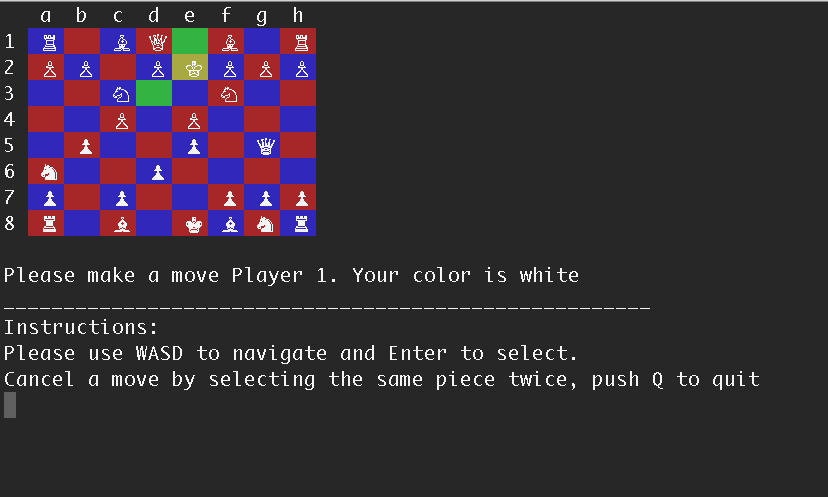 a b c d e f g h
1 ♖ ♗ ♕ ♗ ♖
2 ♙ ♙ ♙ ♔ ♙ ♙ ♙
3 ♘ ♘
4 ♙ ♙
5 ♟ ♟ ♛
6 ♞ ♟
7 ♟ ♟ ♟ ♟ ♟
8 ♜ ♝ ♚ ♝ ♞ ♜
Please make a move Player 1. Your color is white
______________________________________________________
Instructions:
Please use WASD to navigate and Enter to select.
Cancel a move by selecting the same piece twice, push Q to quit